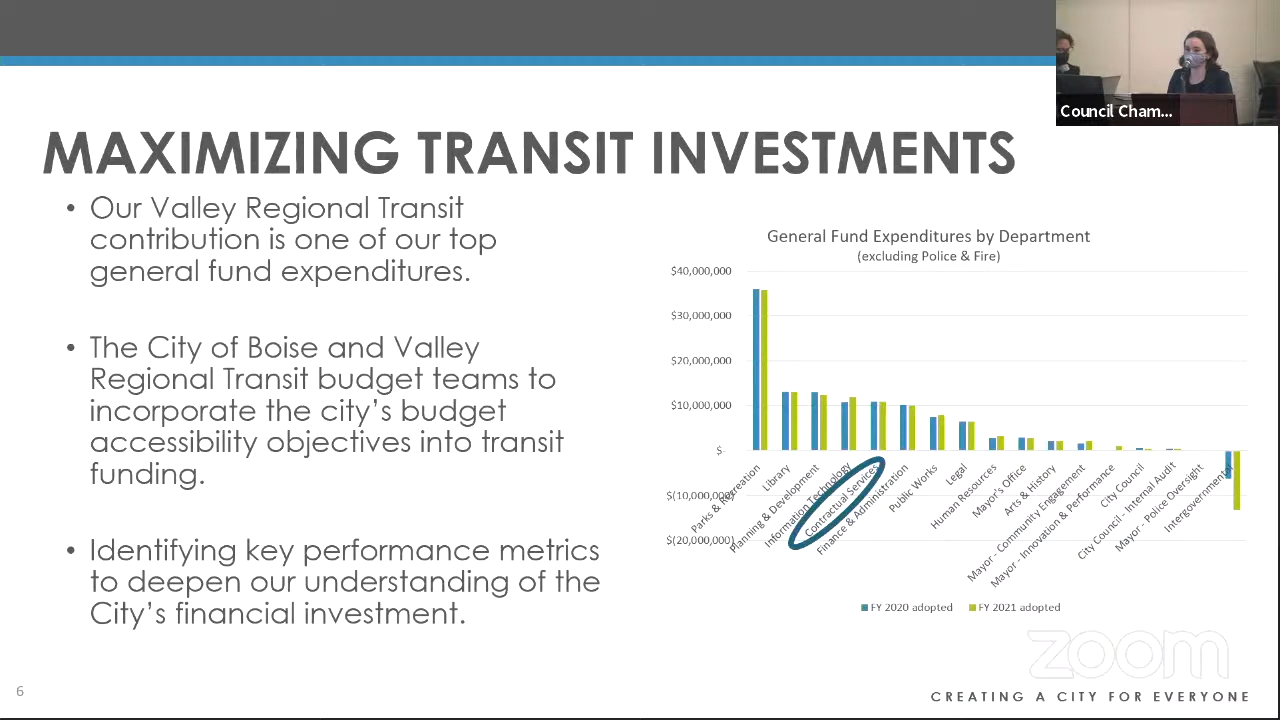 Council Cham...
MAXIMIZING TRANSIT INVESTMENTS
• Our Valley Regional Transit
contribution is one of our top
general fund expenditures.
• The City of Boise and Valley
Regional Transit budget teams to
incorporate the city's budget
accessibility objectives into transit
funding.
• Identifying key performance metrics
to deepen our understanding of the
City's financial investment.
General Fund Expenditures by Department
(excluding Police & Fire)
$40,000,000
$30,000,000
$20,000,000
$10,000,000
$
$(10,000,000)
$(20,000,000)
Parks & Recreation
Library
Planning & Development
Information Technology
Contractual Services
Finance & Administration
Public Works
Legal
Human Resources
Mayor's Office
Arts & History
Mayor - Community Engagement
Mayor - Innovation & Performance
City Council
City Council - Internal Audit
Mayor - Police Oversight
Intergovernmental
FY 2020 adopted
FY 2021 adopted
zoom
6
CREATING A CITY FOR EVERYONE